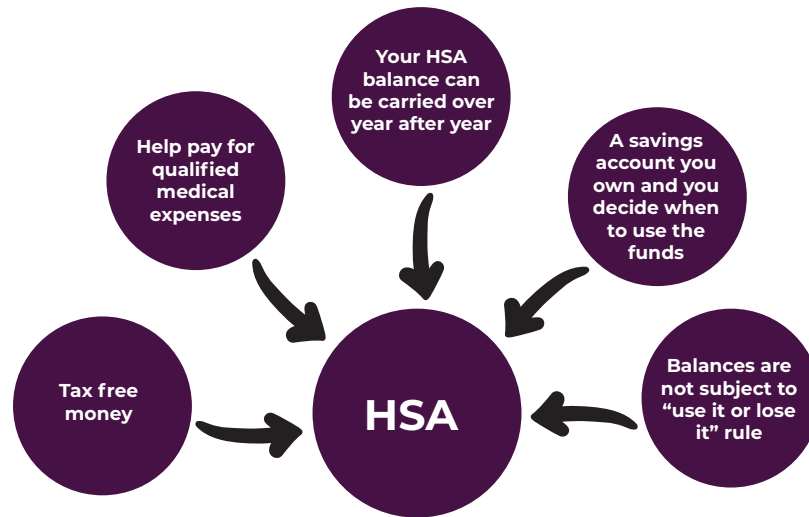 Your HSA
balance can
be carried over
year after year
Help pay for
qualified
medical
expenses
A savings
account you
own and you
decide when
to use the
funds
Tax free
money
HSA
Balances are
not subject to
“use it or lose
it” rule